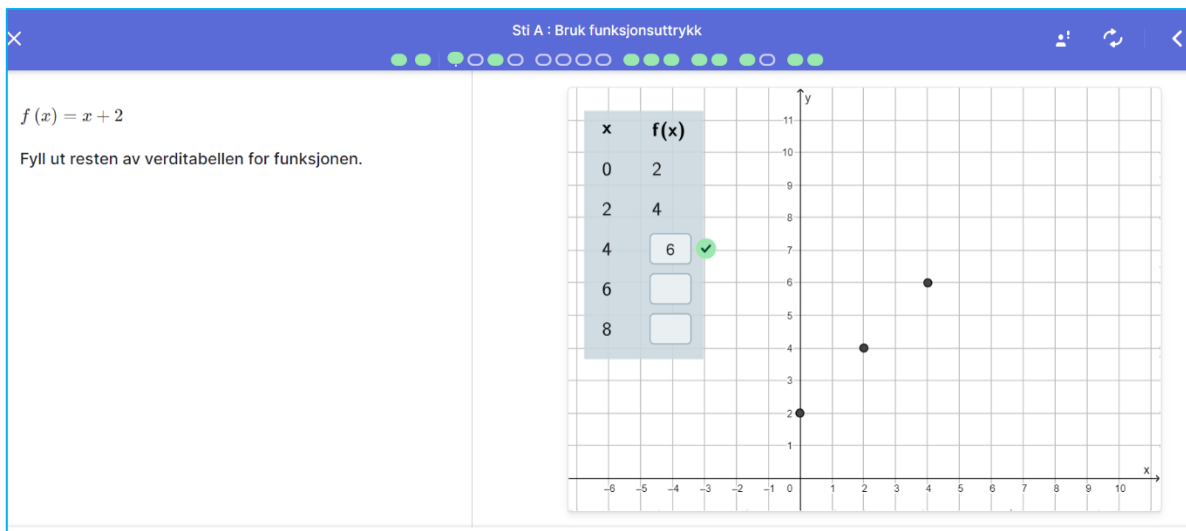 Sti A : Bruk funksjonsuttrykk
f (x) = x + 2
Fyll ut resten av verditabellen for funksjonen.
x f(x)
0 2
2 4
4 6
6
8
y
11
10
9
8
7
6
5
4
3
2
1
x
−6 −5 −4 −3 −2 −1 0 1 2 3 4 5 6 7 8 9 10